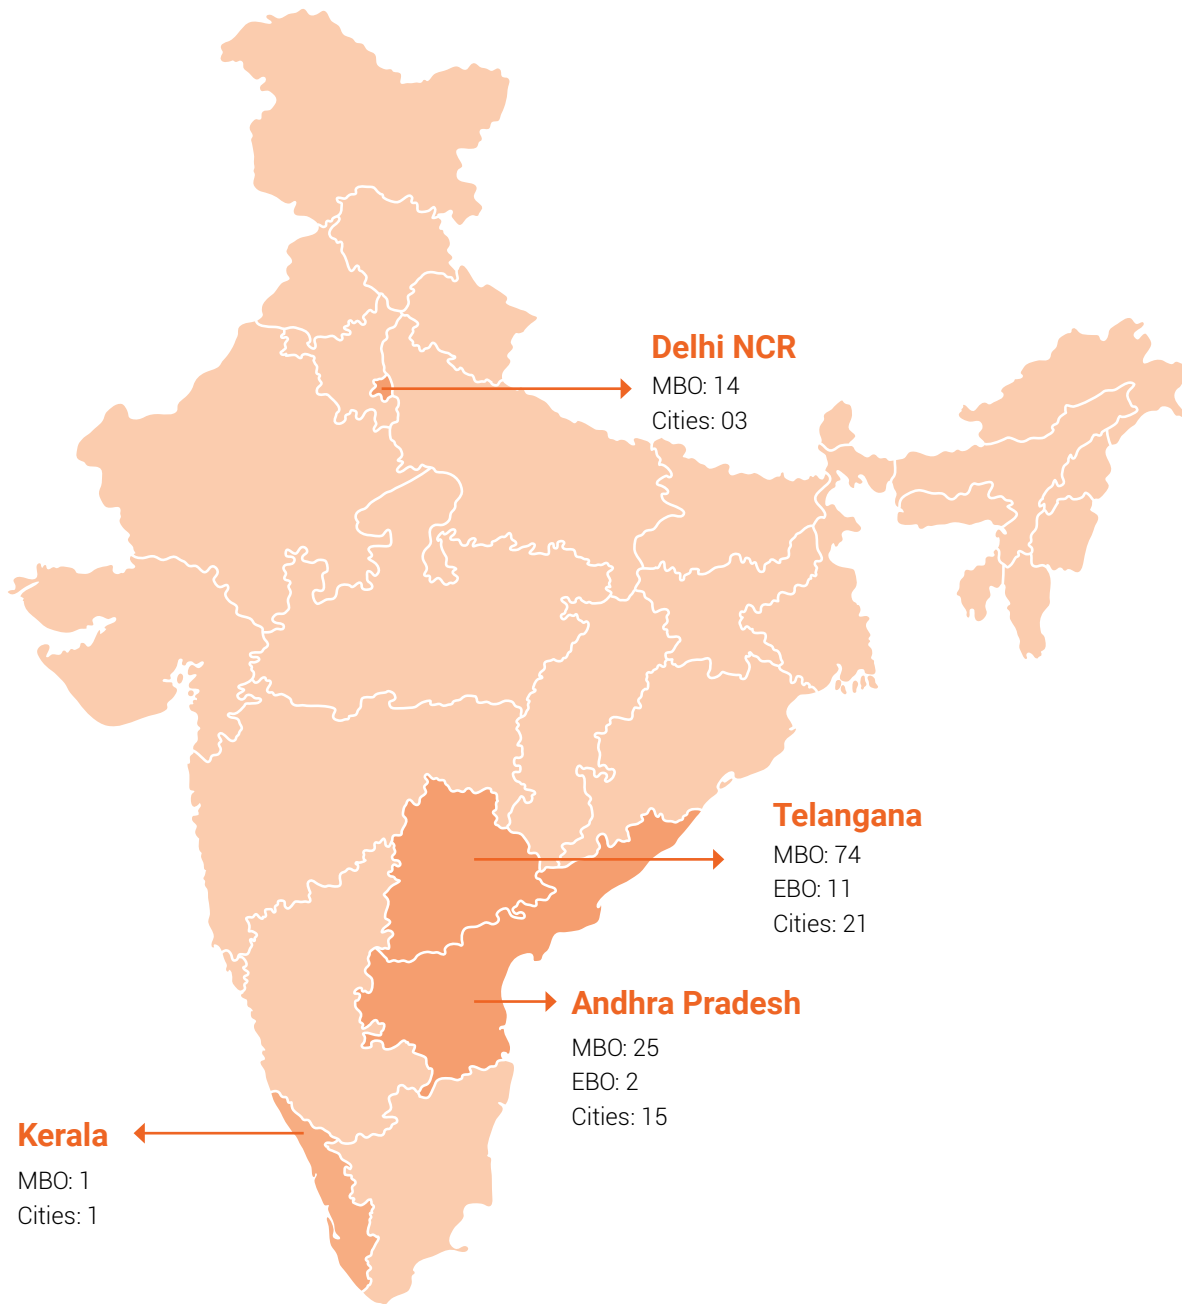 Delhi NCR
MBO: 14
Cities: 03
Telangana
MBO: 74
EBO: 11
Cities: 21
Andhra Pradesh
MBO: 25
EBO: 2
Cities: 15
Kerala
MBO: 1
Cities: 1